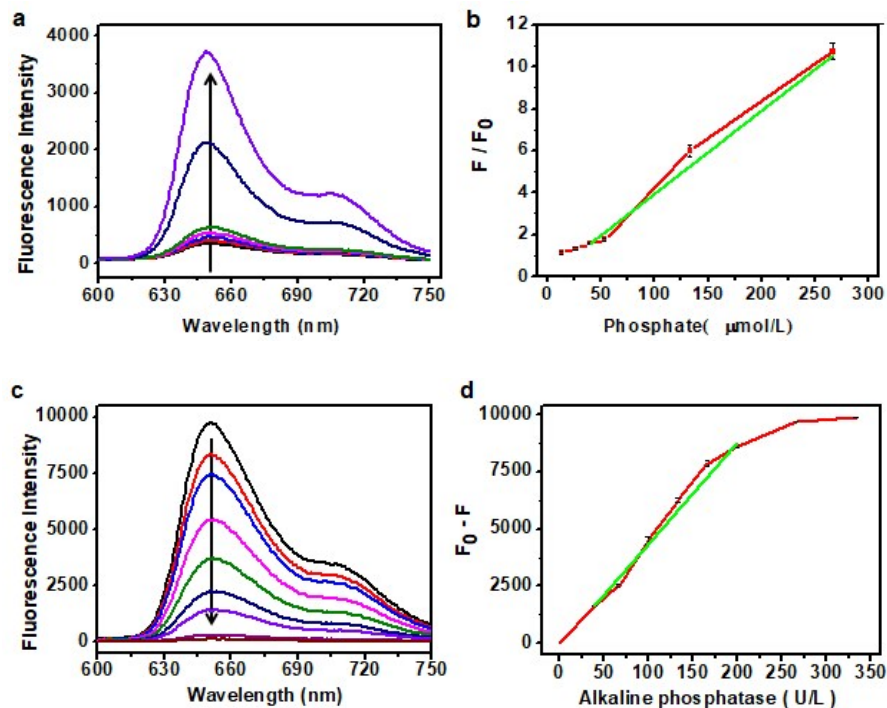 a
4000
3000
2000
1000
0
Fluorescence Intensity
600 630 660 690 720 750
Wavelength (nm)
b
12
10
8
6
4
2
0
F / F0
0 50 100 150 200 250 300
Phosphate( μmol/L)
c
10000
7500
5000
2500
0
Fluorescence Intensity
600 630 660 690 720 750
Wavelength (nm)
d
10000
7500
5000
2500
0
F0 - F
0 50 100 150 200 250 300 350
Alkaline phosphatase ( U/L )